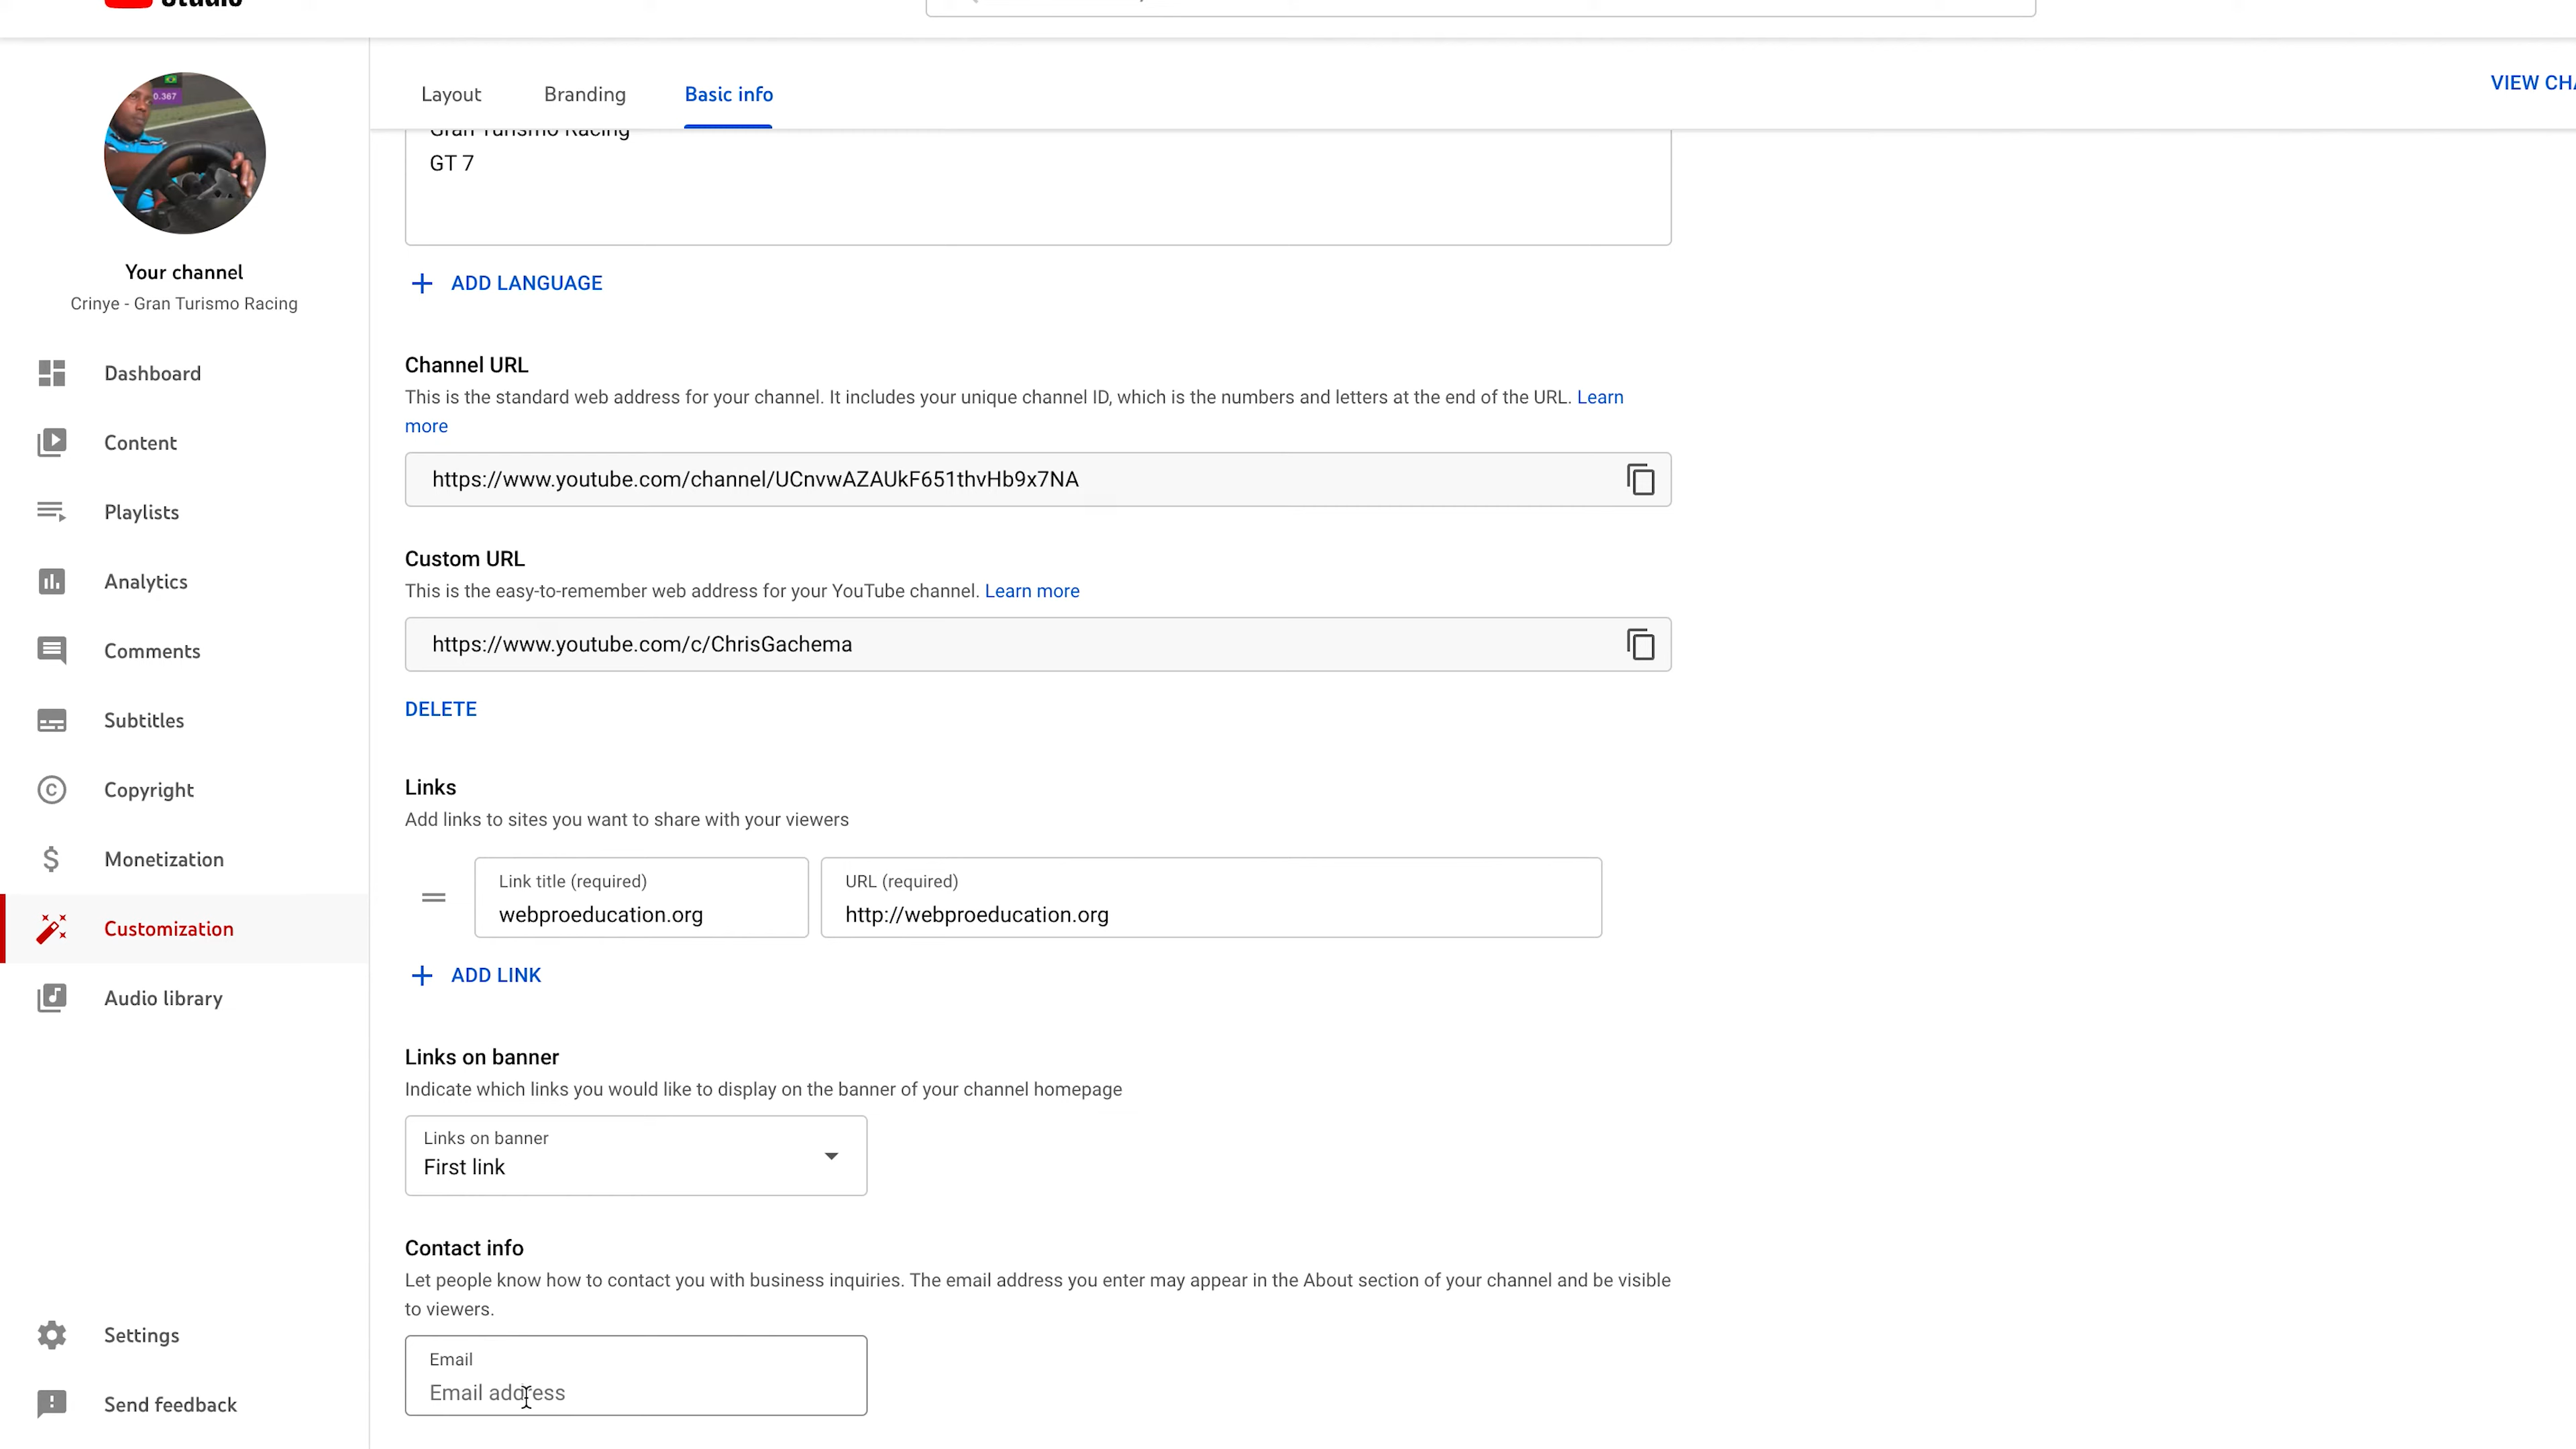 Studio
0.367
Layout
Branding
Basic info
VIEW CHA
Gran Turismo Racing
GT 7
Your channel
Crinye - Gran Turismo Racing
Dashboard
Content
Playlists
Analytics
Comments
Subtitles
Copyright
Monetization
Customization
Audio library
Settings
Send feedback
ADD LANGUAGE
Channel URL
This is the standard web address for your channel. It includes your unique channel ID, which is the numbers and letters at the end of the URL. Learn
more
https://www.youtube.com/channel/UCnvwAZAUkF651thvHb9x7NA
Custom URL
This is the easy-to-remember web address for your YouTube channel. Learn more
https://www.youtube.com/c/ChrisGachema
DELETE
Links
Add links to sites you want to share with your viewers
Link title (required)
webproeducation.org
URL (required)
http://webproeducation.org
ADD LINK
Links on banner
Indicate which links you would like to display on the banner of your channel homepage
Links on banner
First link
Contact info
Let people know how to contact you with business inquiries. The email address you enter may appear in the About section of your channel and be visible
to viewers.
Email
Email address